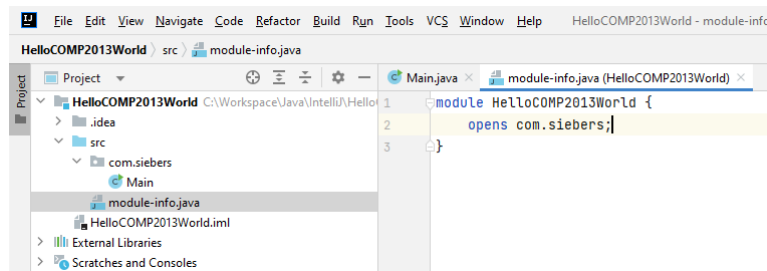 File Edit View Navigate Code Refactor Build Run Tools VCS Window Help HelloCOMP2013World - module-info
HelloCOMP2013World src module-info.java
Project
Project
Main.java
module-info.java (HelloCOMP2013World)
HelloCOMP2013World C:\Workspace\Java\IntelliJ\Hello
.idea
src
com.siebers
Main
module-info.java
HelloCOMP2013World.iml
External Libraries
Scratches and Consoles
1 module HelloCOMP2013World {
2 opens com.siebers;
3 }